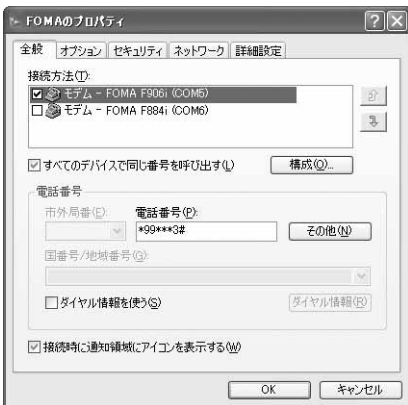 FOMAのプロパティ
全般 オプション セキュリティ ネットワーク 詳細設定
接続方法(T):
モデム - FOMA F906i (COM5)
モデム - FOMA F884i (COM6)
すべてのデバイスで同じ番号を呼び出す(L) 構成(O)...
電話番号
市外局番(E): 電話番号(P):
*99***3# その他(N)
国番号/地域番号(G):
ダイヤル情報を使う(S) ダイヤル情報(R)
接続時に通知領域にアイコンを表示する(W)
OK キャンセル